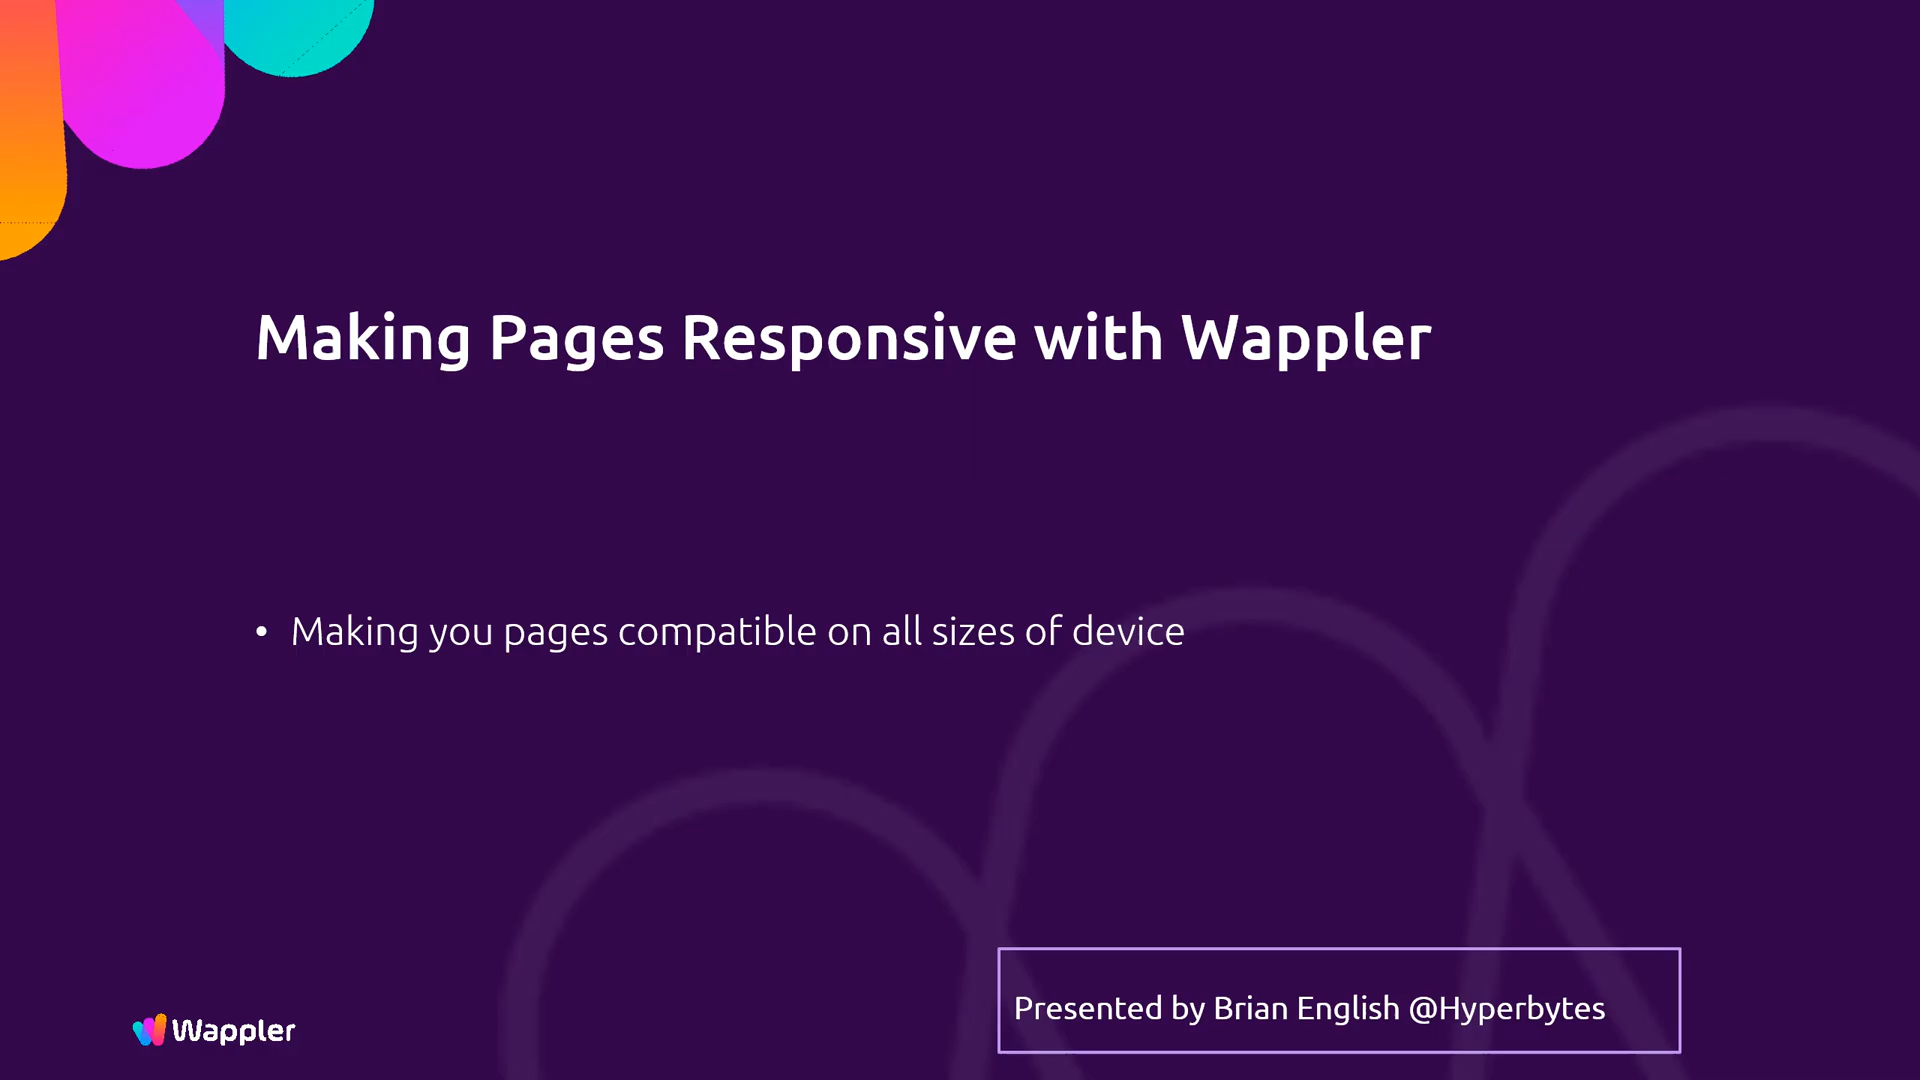 Making Pages Responsive with Wappler
• Making you pages compatible on all sizes of device
Presented by Brian English @Hyperbytes
Wappler